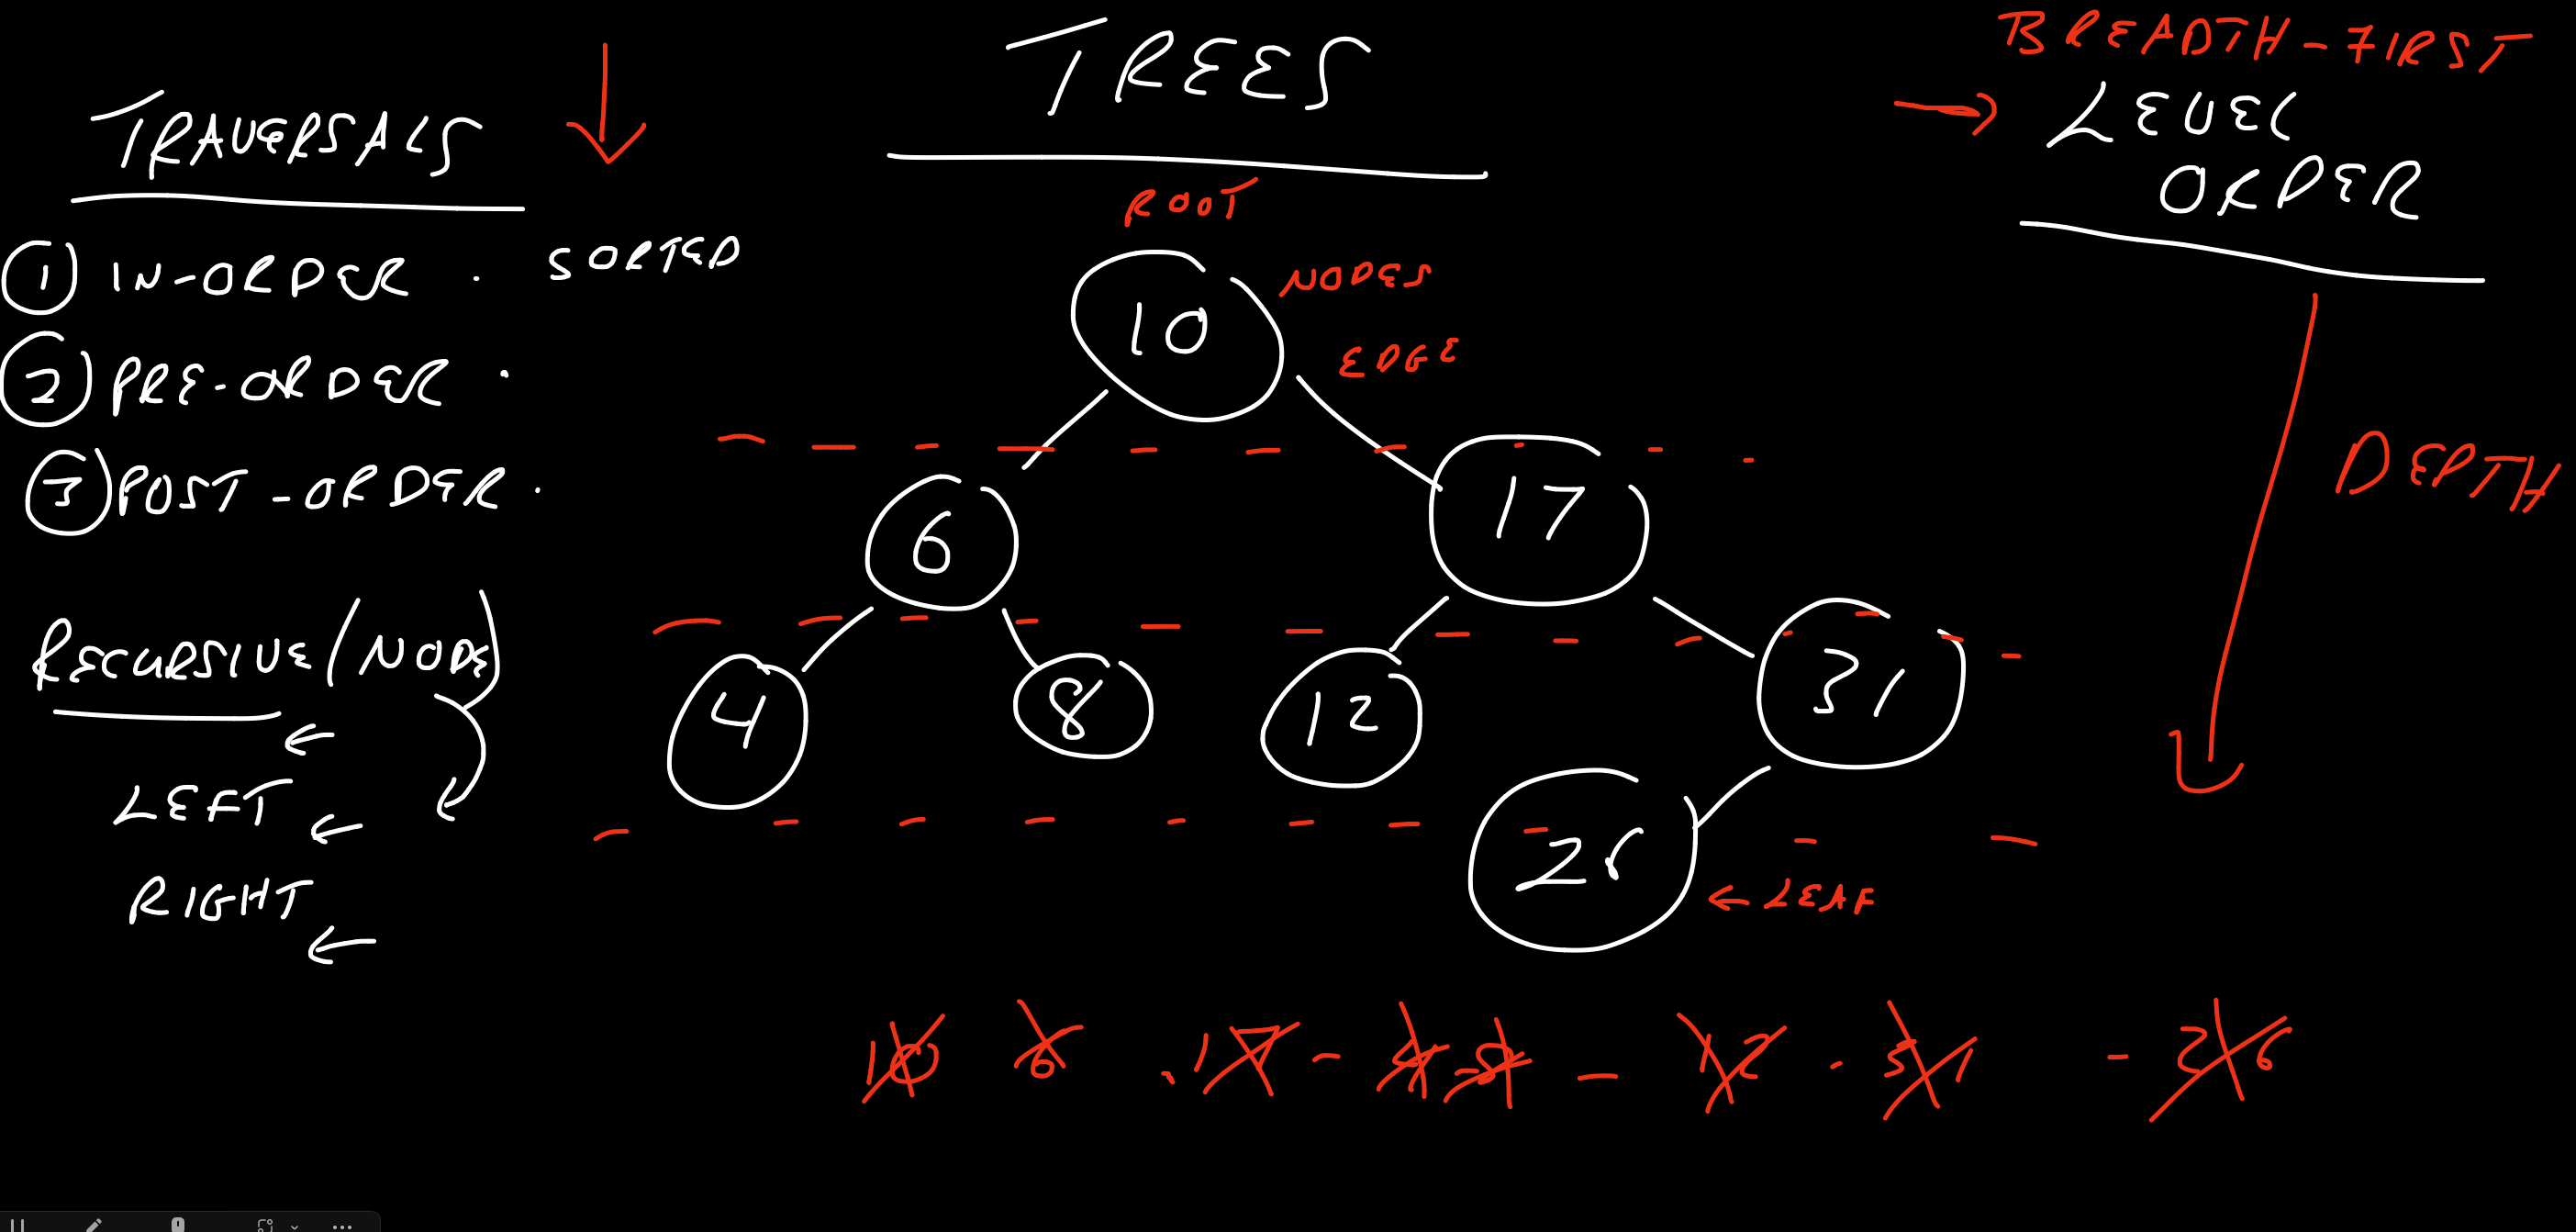 TREES
BREADTH-FIRST
→ LEVEL
ORDER
TRAVERSALS
① IN-ORDER . SORTED
② PRE-ORDER .
③ POST-ORDER .
RECURSIVE (NODE)
LEFT
RIGHT
ROOT
10
NODES
EDGE
6
17
4
8
12
31
26
← LEAF
DEPTH
10 6 . 17 - 4 - 8 - 12 - 31 - 26